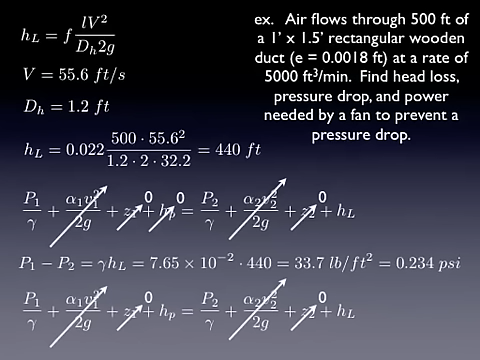 h_L = f lV²/D_h2g
ex. Air flows through 500 ft of
a 1' x 1.5' rectangular wooden
duct (e = 0.0018 ft) at a rate of
5000 ft³/min. Find head loss,
pressure drop, and power
needed by a fan to prevent a
pressure drop.
V = 55.6 ft/s
D_h = 1.2 ft
h_L = 0.022 500 · 55.6²/1.2 · 2 · 32.2 = 440 ft
P₁/γ + α₁v₁²/2g + z₁ 0 + h_p 0 = P₂/γ + α₂v₂²/2g + z₂ 0 + h_L
P₁ − P₂ = γh_L = 7.65 × 10⁻² · 440 = 33.7 lb/ft² = 0.234 psi
P₁/γ + α₁v₁²/2g + z₁ 0 + h_p = P₂/γ + α₂v₂²/2g + z₂ 0 + h_L